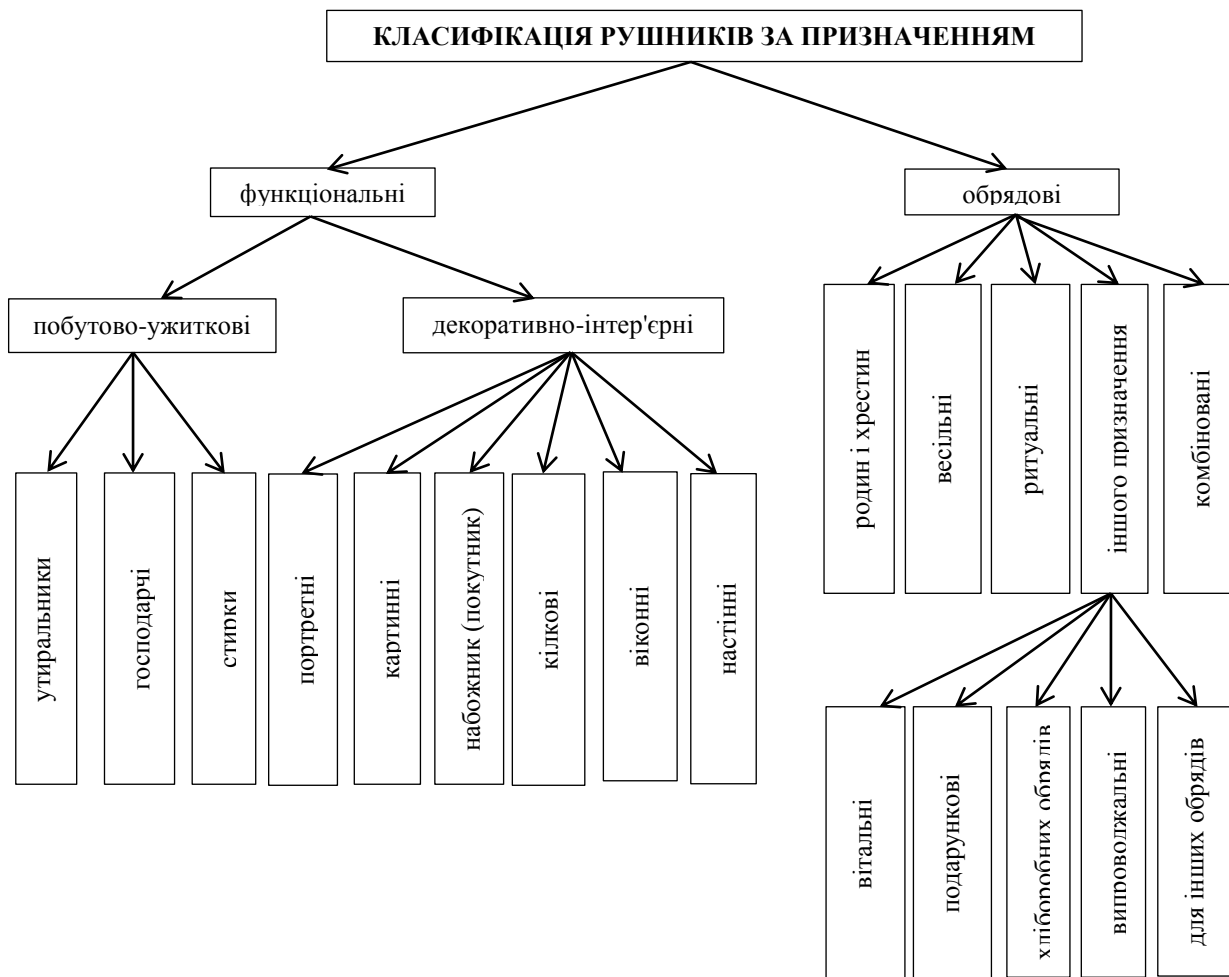 КЛАСИФІКАЦІЯ РУШНИКІВ ЗА ПРИЗНАЧЕННЯМ
функціональні
обрядові
побутово-ужиткові
декоративно-інтер'єрні
утиральники
господарчі
стирки
портретні
картинні
набожник (покутник)
кілкові
віконні
настінні
родин і хрестин
весільні
ритуальні
іншого призначення
комбіновані
вітальні
подарункові
хліборобних обрядів
випроводжальні
для інших обрядів